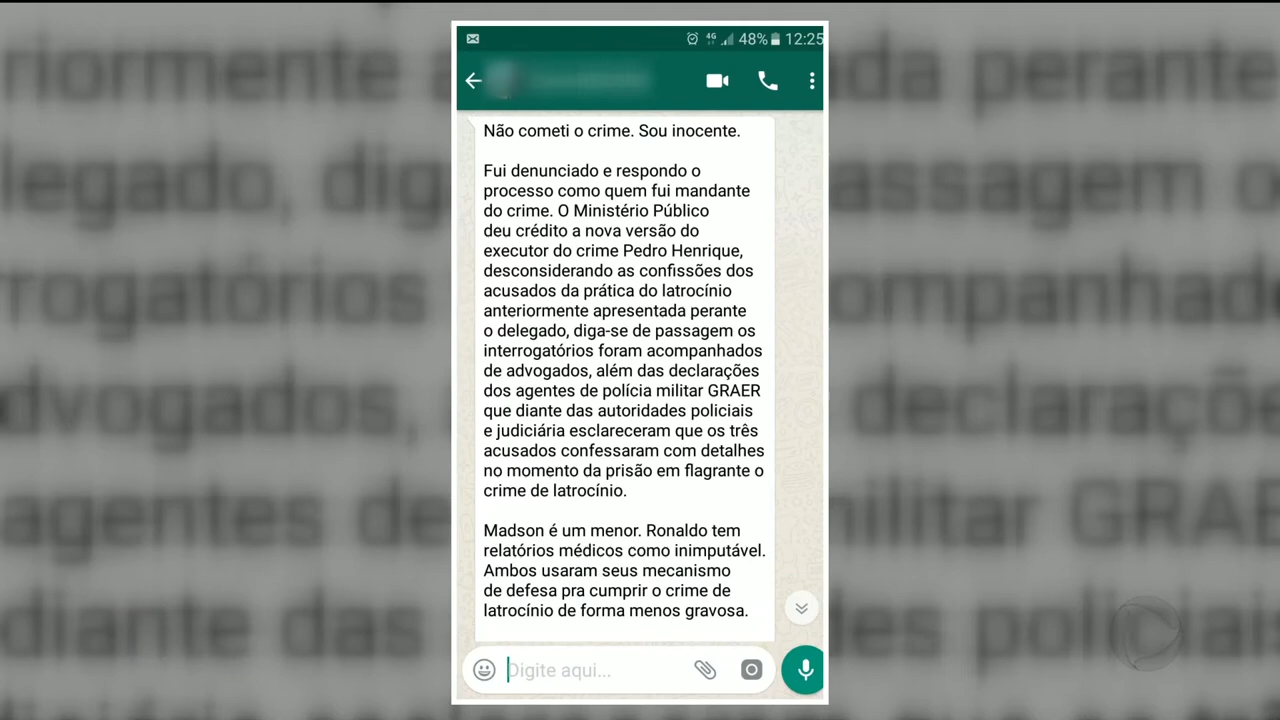 48% 12:25
Não cometi o crime. Sou inocente.
Fui denunciado e respondo o
processo como quem fui mandante
do crime. O Ministério Público
deu crédito a nova versão do
executor do crime Pedro Henrique,
desconsiderando as confissões dos
acusados da prática do latrocínio
anteriormente apresentada perante
o delegado, diga-se de passagem os
interrogatórios foram acompanhados
de advogados, além das declarações
dos agentes de polícia militar GRAER
que diante das autoridades policiais
e judiciária esclareceram que os três
acusados confessaram com detalhes
no momento da prisão em flagrante o
crime de latrocínio.
Madson é um menor. Ronaldo tem
relatórios médicos como inimputável.
Ambos usaram seus mecanismo
de defesa pra cumprir o crime de
latrocínio de forma menos gravosa.
Digite aqui...